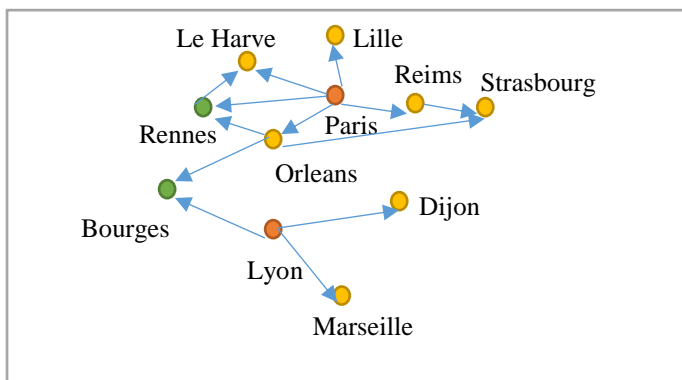 Le Harve
Lille
Reims
Strasbourg
Rennes
Paris
Orleans
Bourges
Dijon
Lyon
Marseille